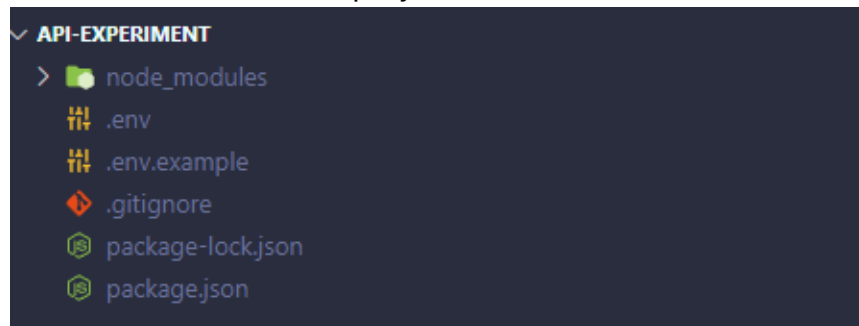 API-EXPERIMENT
node_modules
.env
.env.example
.gitignore
package-lock.json
package.json